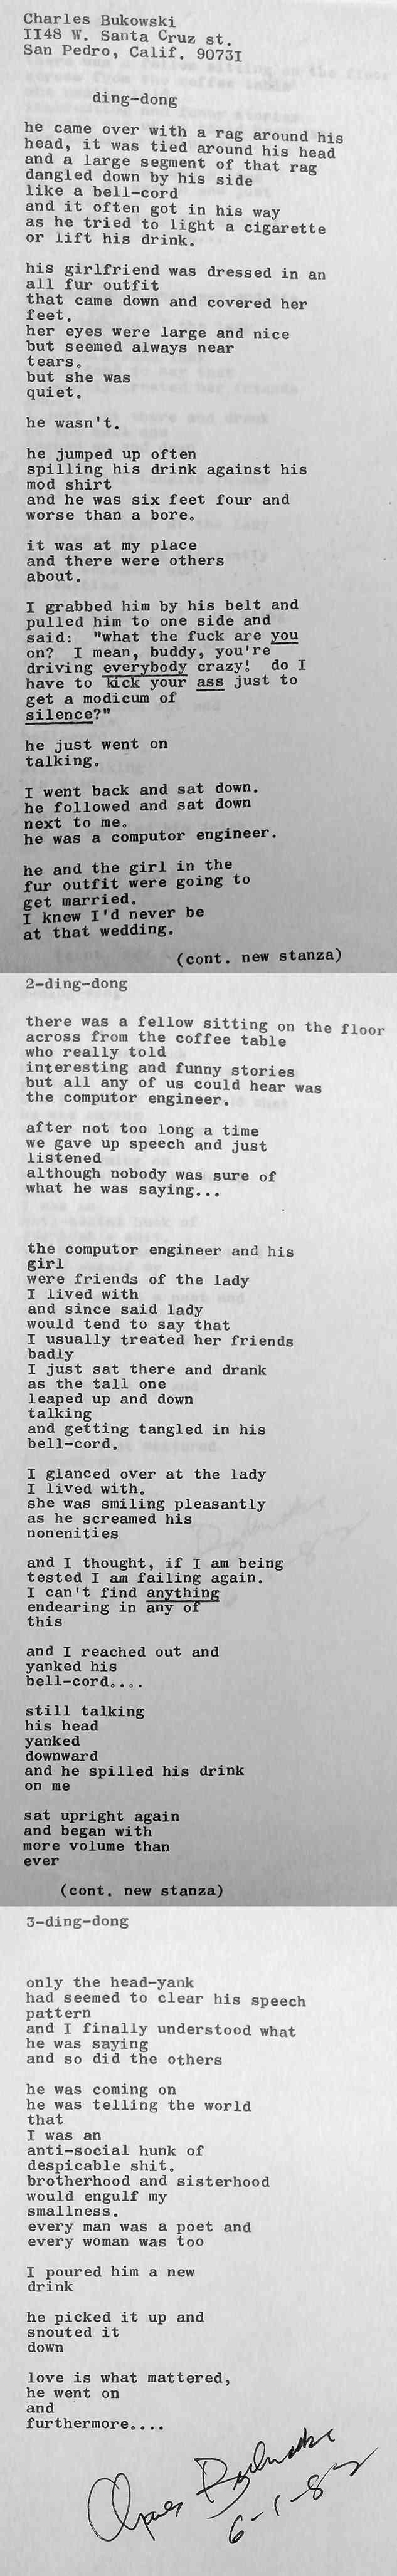 Charles Bukowski
II48 W. Santa Cruz st.
San Pedro, Calif. 9073I
ding-dong
he came over with a rag around his
head, it was tied around his head
and a large segment of that rag
dangled down by his side
like a bell-cord
and it often got in his way
as he tried to light a cigarette
or lift his drink.
his girlfriend was dressed in an
all fur outfit
that came down and covered her
feet.
her eyes were large and nice
but seemed always near
tears.
but she was
quiet.
he wasn't.
he jumped up often
spilling his drink against his
mod shirt
and he was six feet four and
worse than a bore.
it was at my place
and there were others
about.
I grabbed him by his belt and
pulled him to one side and
said:  "what the fuck are you
on?  I mean, buddy, you're
driving everybody crazy!  do I
have to kick your ass just to
get a modicum of
silence?"
he just went on
talking.
I went back and sat down.
he followed and sat down
next to me.
he was a computor engineer.
he and the girl in the
fur outfit were going to
get married.
I knew I'd never be
at that wedding.
(cont. new stanza)
2-ding-dong
there was a fellow sitting on the floor
across from the coffee table
who really told
interesting and funny stories
but all any of us could hear was
the computor engineer.
after not too long a time
we gave up speech and just
listened
although nobody was sure of
what he was saying...
the computor engineer and his
girl
were friends of the lady
I lived with
and since said lady
would tend to say that
I usually treated her friends
badly
I just sat there and drank
as the tall one
leaped up and down
talking
and getting tangled in his
bell-cord.
I glanced over at the lady
I lived with.
she was smiling pleasantly
as he screamed his
nonenities
and I thought, if I am being
tested I am failing again.
I can't find anything
endearing in any of
this
and I reached out and
yanked his
bell-cord....
still talking
his head
yanked
downward
and he spilled his drink
on me
sat upright again
and began with
more volume than
ever
(cont. new stanza)
3-ding-dong
only the head-yank
had seemed to clear his speech
pattern
and I finally understood what
he was saying
and so did the others
he was coming on
he was telling the world
that
I was an
anti-social hunk of
despicable shit.
brotherhood and sisterhood
would engulf my
smallness.
every man was a poet and
every woman was too
I poured him a new
drink
he picked it up and
snouted it
down
love is what mattered,
he went on
and
furthermore....
Charles Bukowski
6-1-82